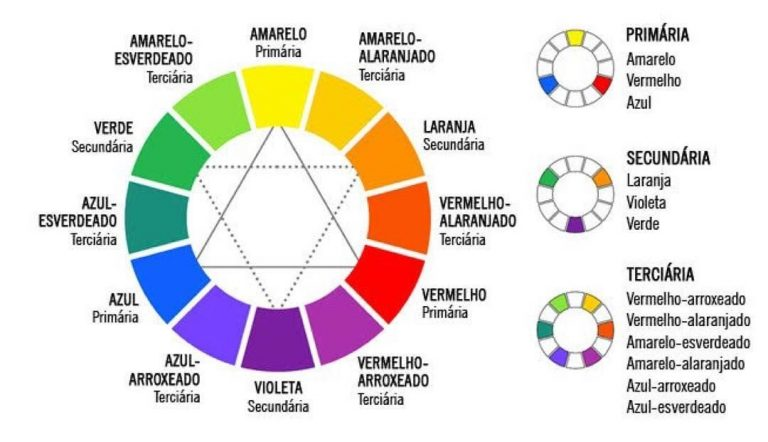 AMARELO
Primária
AMARELO-
ALARANJADO
Terciária
LARANJA
Secundária
VERMELHO-
ALARANJADO
Terciária
VERMELHO
Primária
VERMELHO-
ARROXEADO
Terciária
VIOLETA
Secundária
AZUL-
ARROXEADO
Terciária
AZUL
Primária
AZUL-
ESVERDEADO
Terciária
VERDE
Secundária
AMARELO-
ESVERDEADO
Terciária
PRIMÁRIA
Amarelo
Vermelho
Azul
SECUNDÁRIA
Laranja
Violeta
Verde
TERCIÁRIA
Vermelho-arroxeado
Vermelho-alaranjado
Amarelo-esverdeado
Amarelo-alaranjado
Azul-arroxeado
Azul-esverdeado